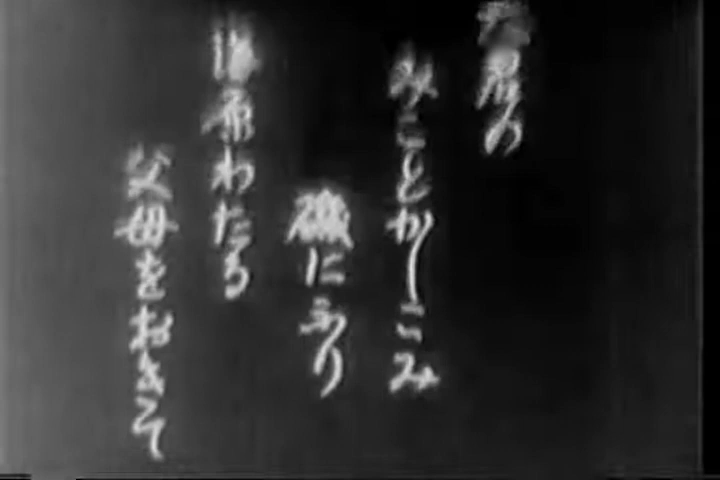 大君の
みことかしこみ
磯にふり
海原わたる
父母をおきて